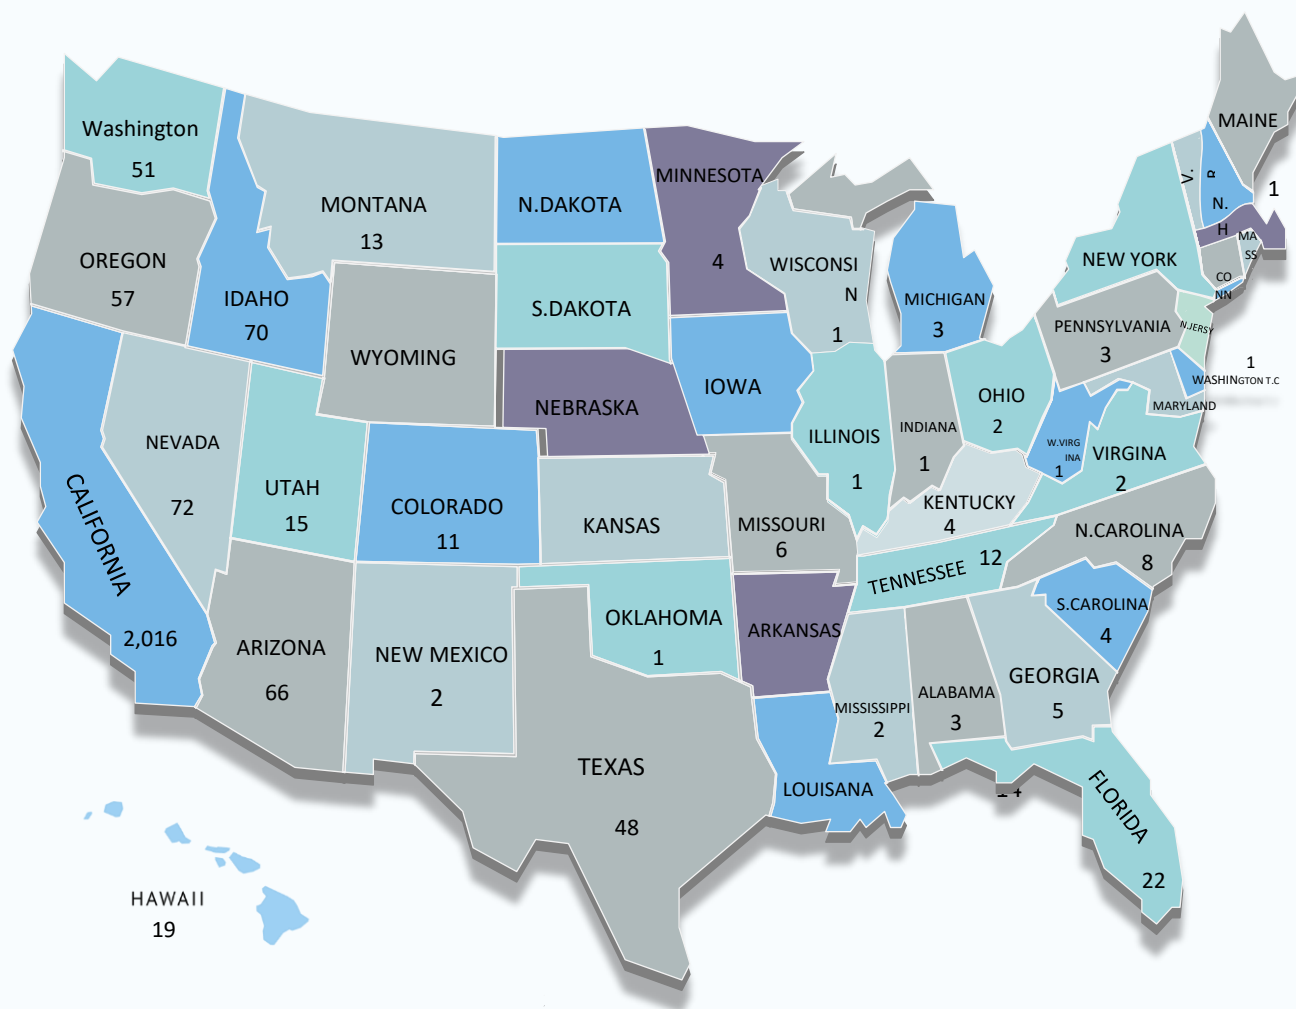 MAINE
1
Washington
51
V.
R
N.
H
MA
SS
CO
NN
MINNESOTA
4
MONTANA
13
N.DAKOTA
OREGON
57
WISCONSI
N
1
NEW YORK
IDAHO
70
S.DAKOTA
MICHIGAN
3
PENNSYLVANIA
3
N.JERSY
1
WASHINGTON T.C
MARYLAND
WYOMING
IOWA
NEBRASKA
OHIO
2
NEVADA
72
ILLINOIS
1
INDIANA
1
W.VIRG
INA
1
VIRGINA
2
UTAH
15
COLORADO
11
KANSAS
MISSOURI
6
KENTUCKY
4
N.CAROLINA
8
CALIFORNIA
2,016
TENNESSEE 12
S.CAROLINA
4
ARIZONA
66
NEW MEXICO
2
OKLAHOMA
1
ARKANSAS
MISSISSIPPI
2
ALABAMA
3
GEORGIA
5
TEXAS
48
LOUISANA
FLORIDA
22
HAWAII
19